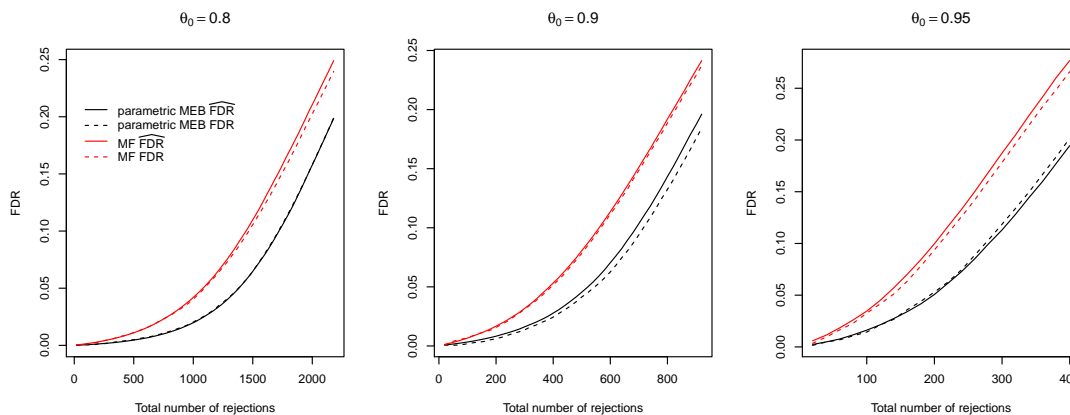 θ₀ = 0.8
FDR
0.25
0.20
0.15
0.10
0.05
0.00
parametric MEB F͡DR
parametric MEB FDR
MF F͡DR
MF FDR
0 500 1000 1500 2000
Total number of rejections
θ₀ = 0.9
FDR
0.25
0.20
0.15
0.10
0.05
0.00
0 200 400 600 800
Total number of rejections
θ₀ = 0.95
FDR
0.25
0.20
0.15
0.10
0.05
0.00
100 200 300 400
Total number of rejections